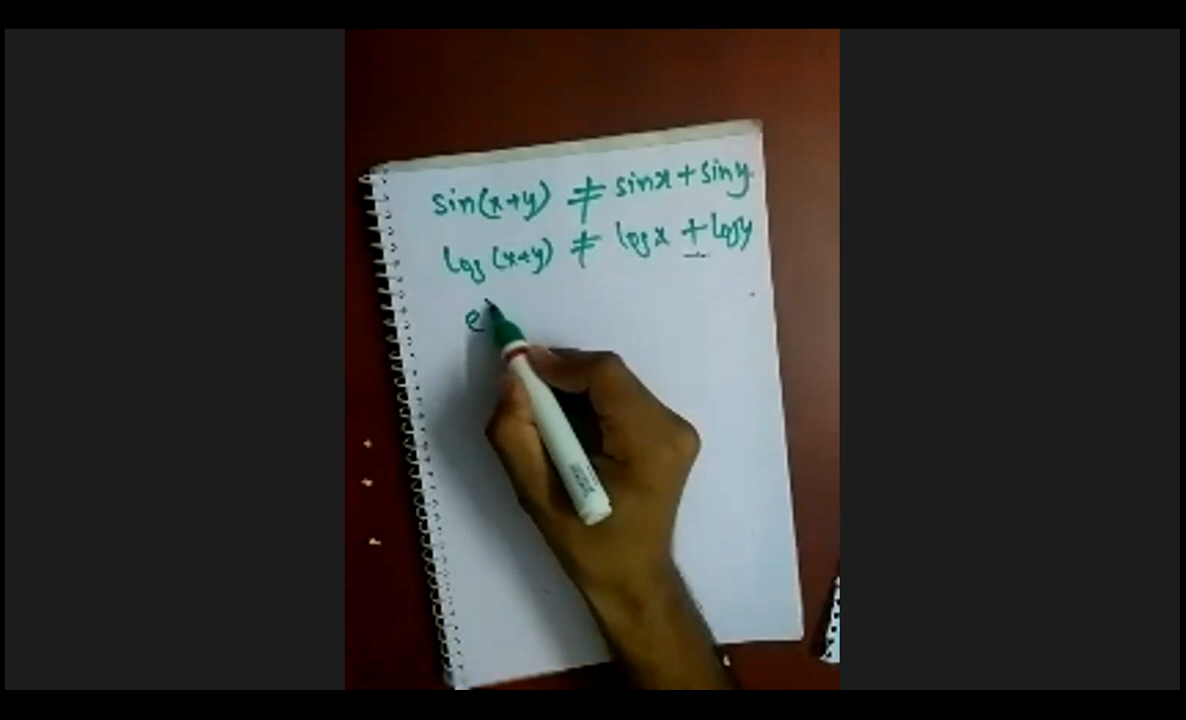 sin(x+y) ≠ sinx + siny
log(x+y) ≠ logx + logy
e